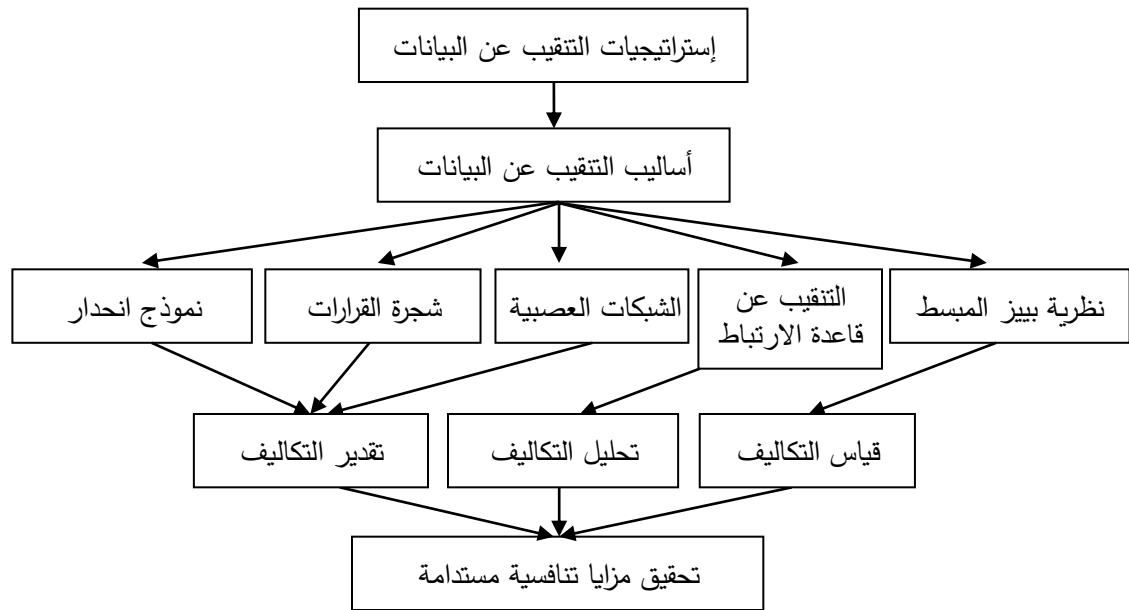 إستراتيجيات التنقيب عن البيانات
أساليب التنقيب عن البيانات
نظرية بييز المبسط
التنقيب عن
قاعدة الارتباط
الشبكات العصبية
شجرة القرارات
نموذج انحدار
قياس التكاليف
تحليل التكاليف
تقدير التكاليف
تحقيق مزايا تنافسية مستدامة